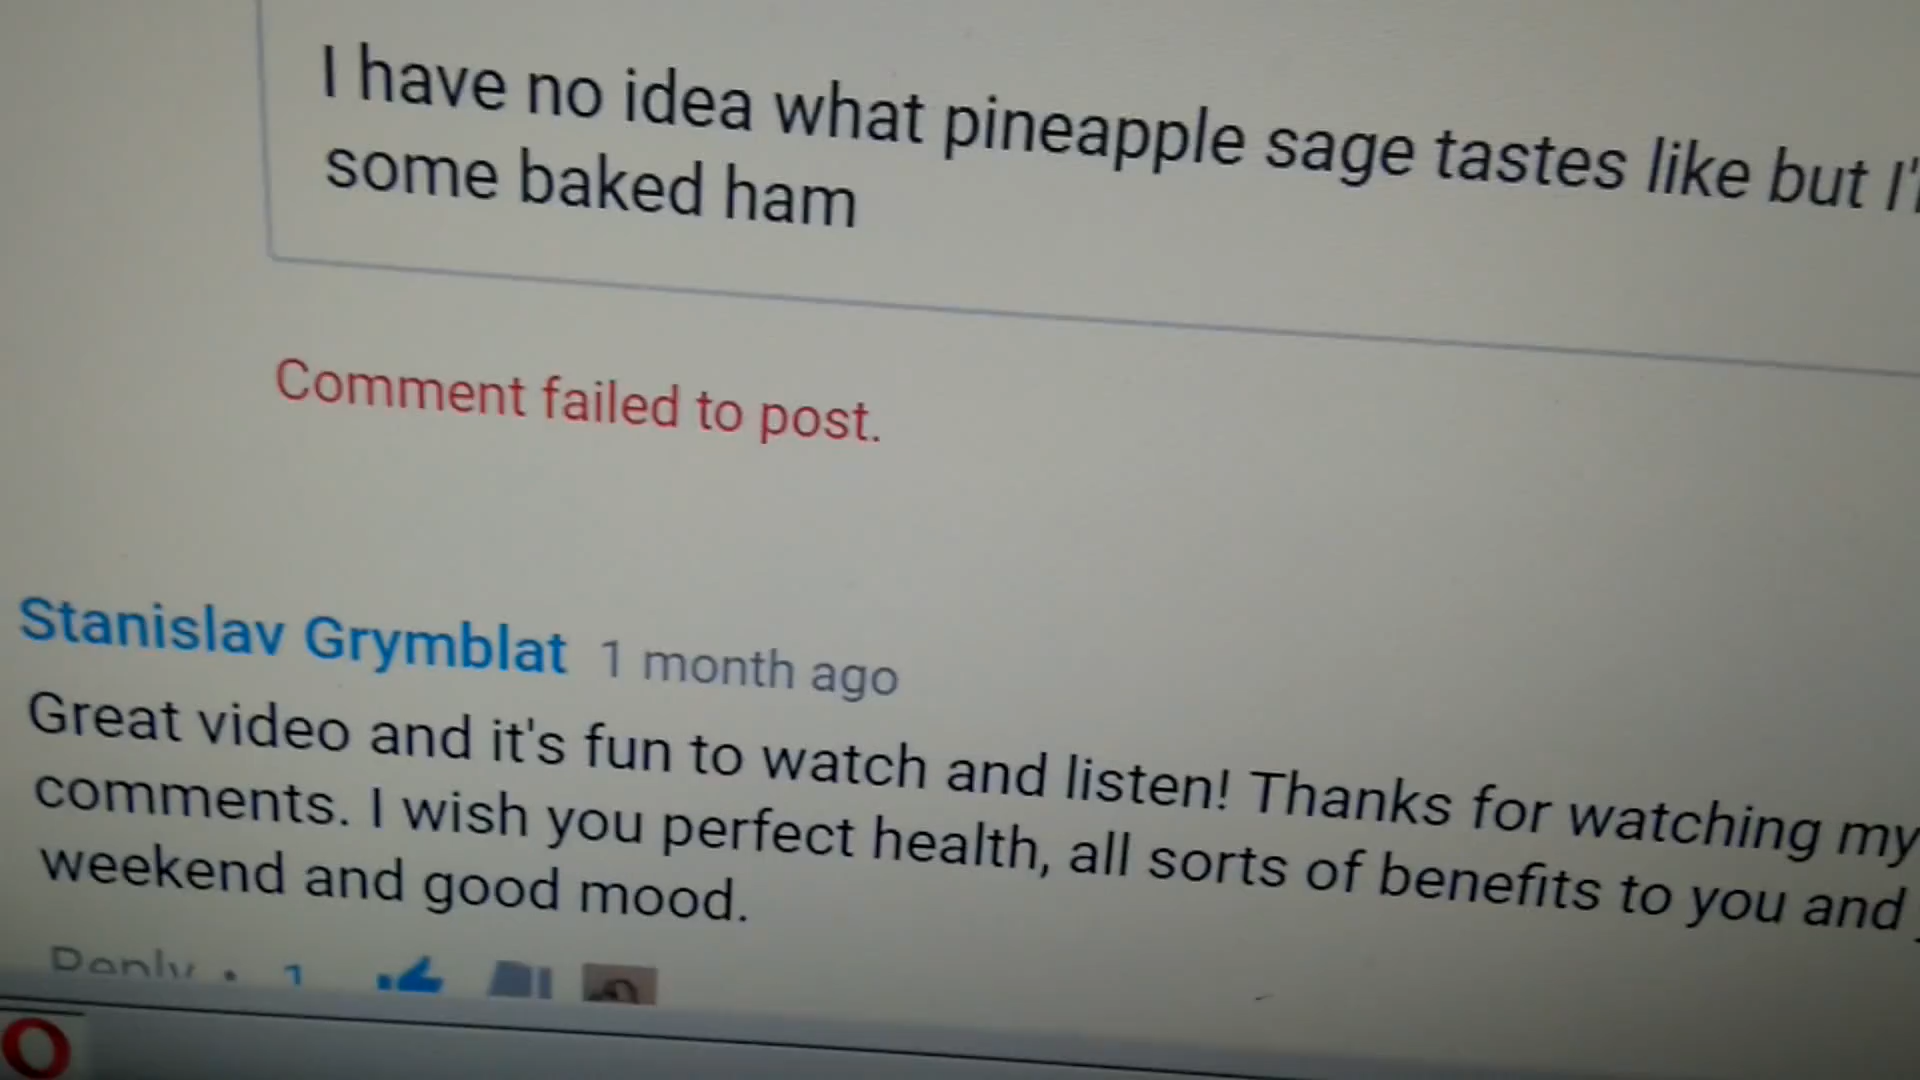 I have no idea what pineapple sage tastes like but
some baked ham
Comment failed to post.
Stanislav Grymblat 1 month ago
Great video and it's fun to watch and listen! Thanks for watching my
comments. I wish you perfect health, all sorts of benefits to you and
weekend and good mood.
Reply • 1